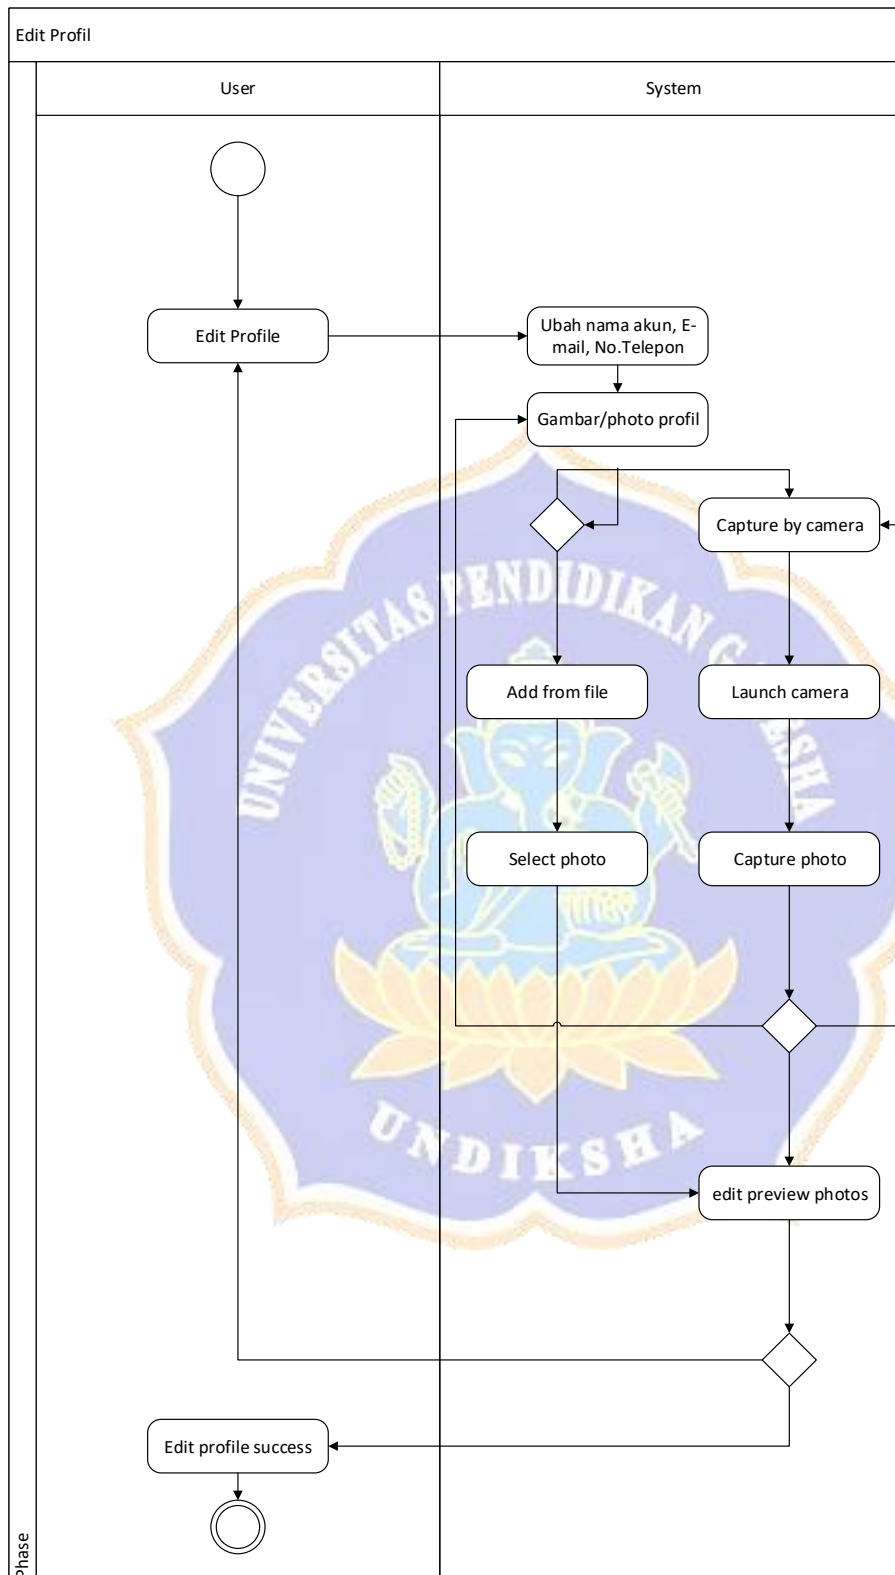 Edit Profil
User
System
Edit Profile
Ubah nama akun, E-
mail, No.Telepon
Gambar/photo profil
Capture by camera
UNIVERSITAS PENDIDIKAN G
ESHA
Add from file
Launch camera
Select photo
Capture photo
UNDIKSHA
edit preview photos
Edit profile success
Phase